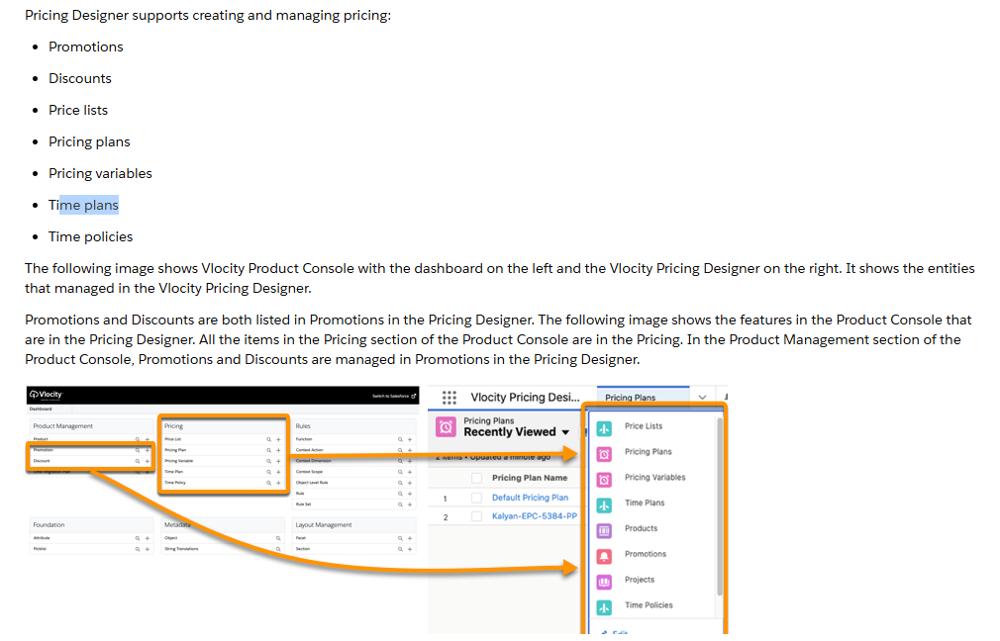 Pricing Designer supports creating and managing pricing:
• Promotions
• Discounts
• Price lists
• Pricing plans
• Pricing variables
• Time plans
• Time policies
The following image shows Vlocity Product Console with the dashboard on the left and the Vlocity Pricing Designer on the right. It shows the entities
that managed in the Vlocity Pricing Designer.
Promotions and Discounts are both listed in Promotions in the Pricing Designer. The following image shows the features in the Product Console that
are in the Pricing Designer. All the items in the Pricing section of the Product Console are in the Pricing. In the Product Management section of the
Product Console, Promotions and Discounts are managed in Promotions in the Pricing Designer.
Vlocity
Switch to Salesforce
Dashboard
Product Management
Product
Promotion
Discount
Pricing
Price List
Pricing Plan
Pricing Variable
Time Plan
Time Policy
Rules
Function
Context Action
Context Dimension
Context Scope
Object Level Rule
Rule
Rule Set
Foundation
Attribute
Picklist
Metadata
Object
String Translations
Layout Management
Facet
Section
Vlocity Pricing Desi...
Pricing Plans
Pricing Plans
Recently Viewed
2 items • Updated a minute ago
Pricing Plan Name
1 Default Pricing Plan
2 Kalyan-EPC-5384-PP
Price Lists
Pricing Plans
Pricing Variables
Time Plans
Products
Promotions
Projects
Time Policies
Edit